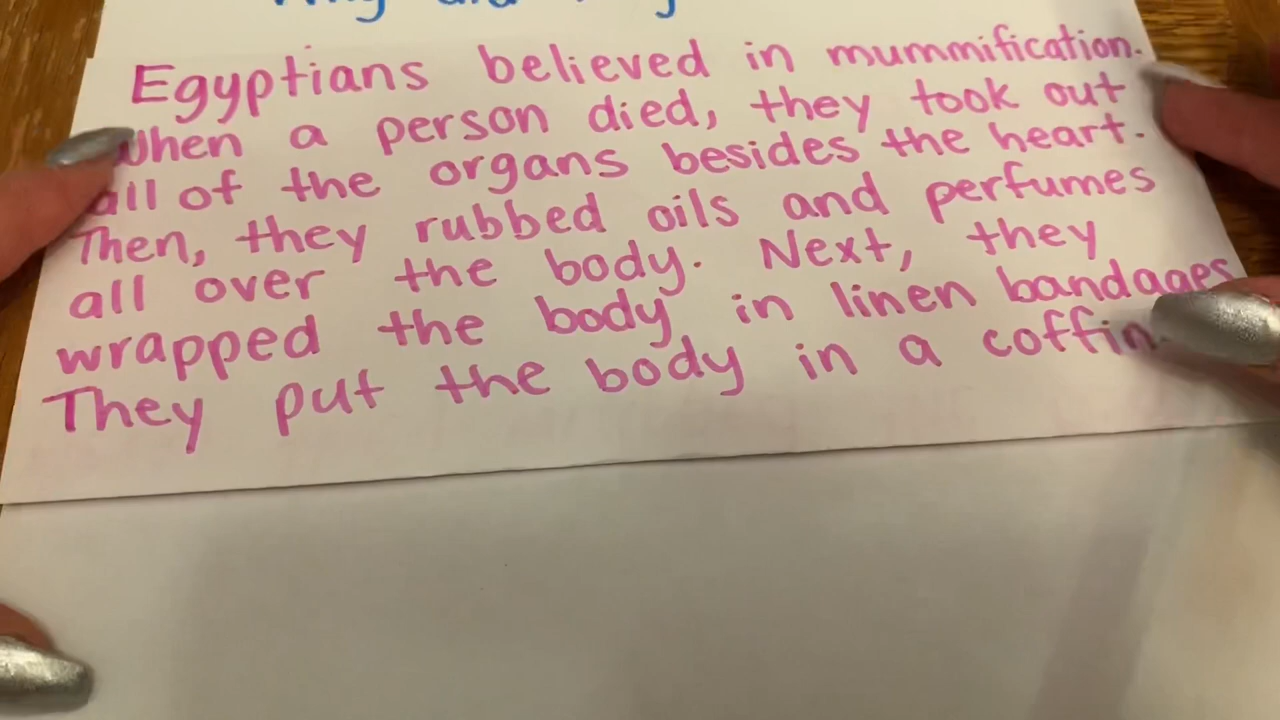 Egyptians believed in mummification.
When a person died, they took out
all of the organs besides the heart.
Then, they rubbed oils and perfumes
all over the body. Next, they
wrapped the body in linen bandages
They put the body in a coffin.